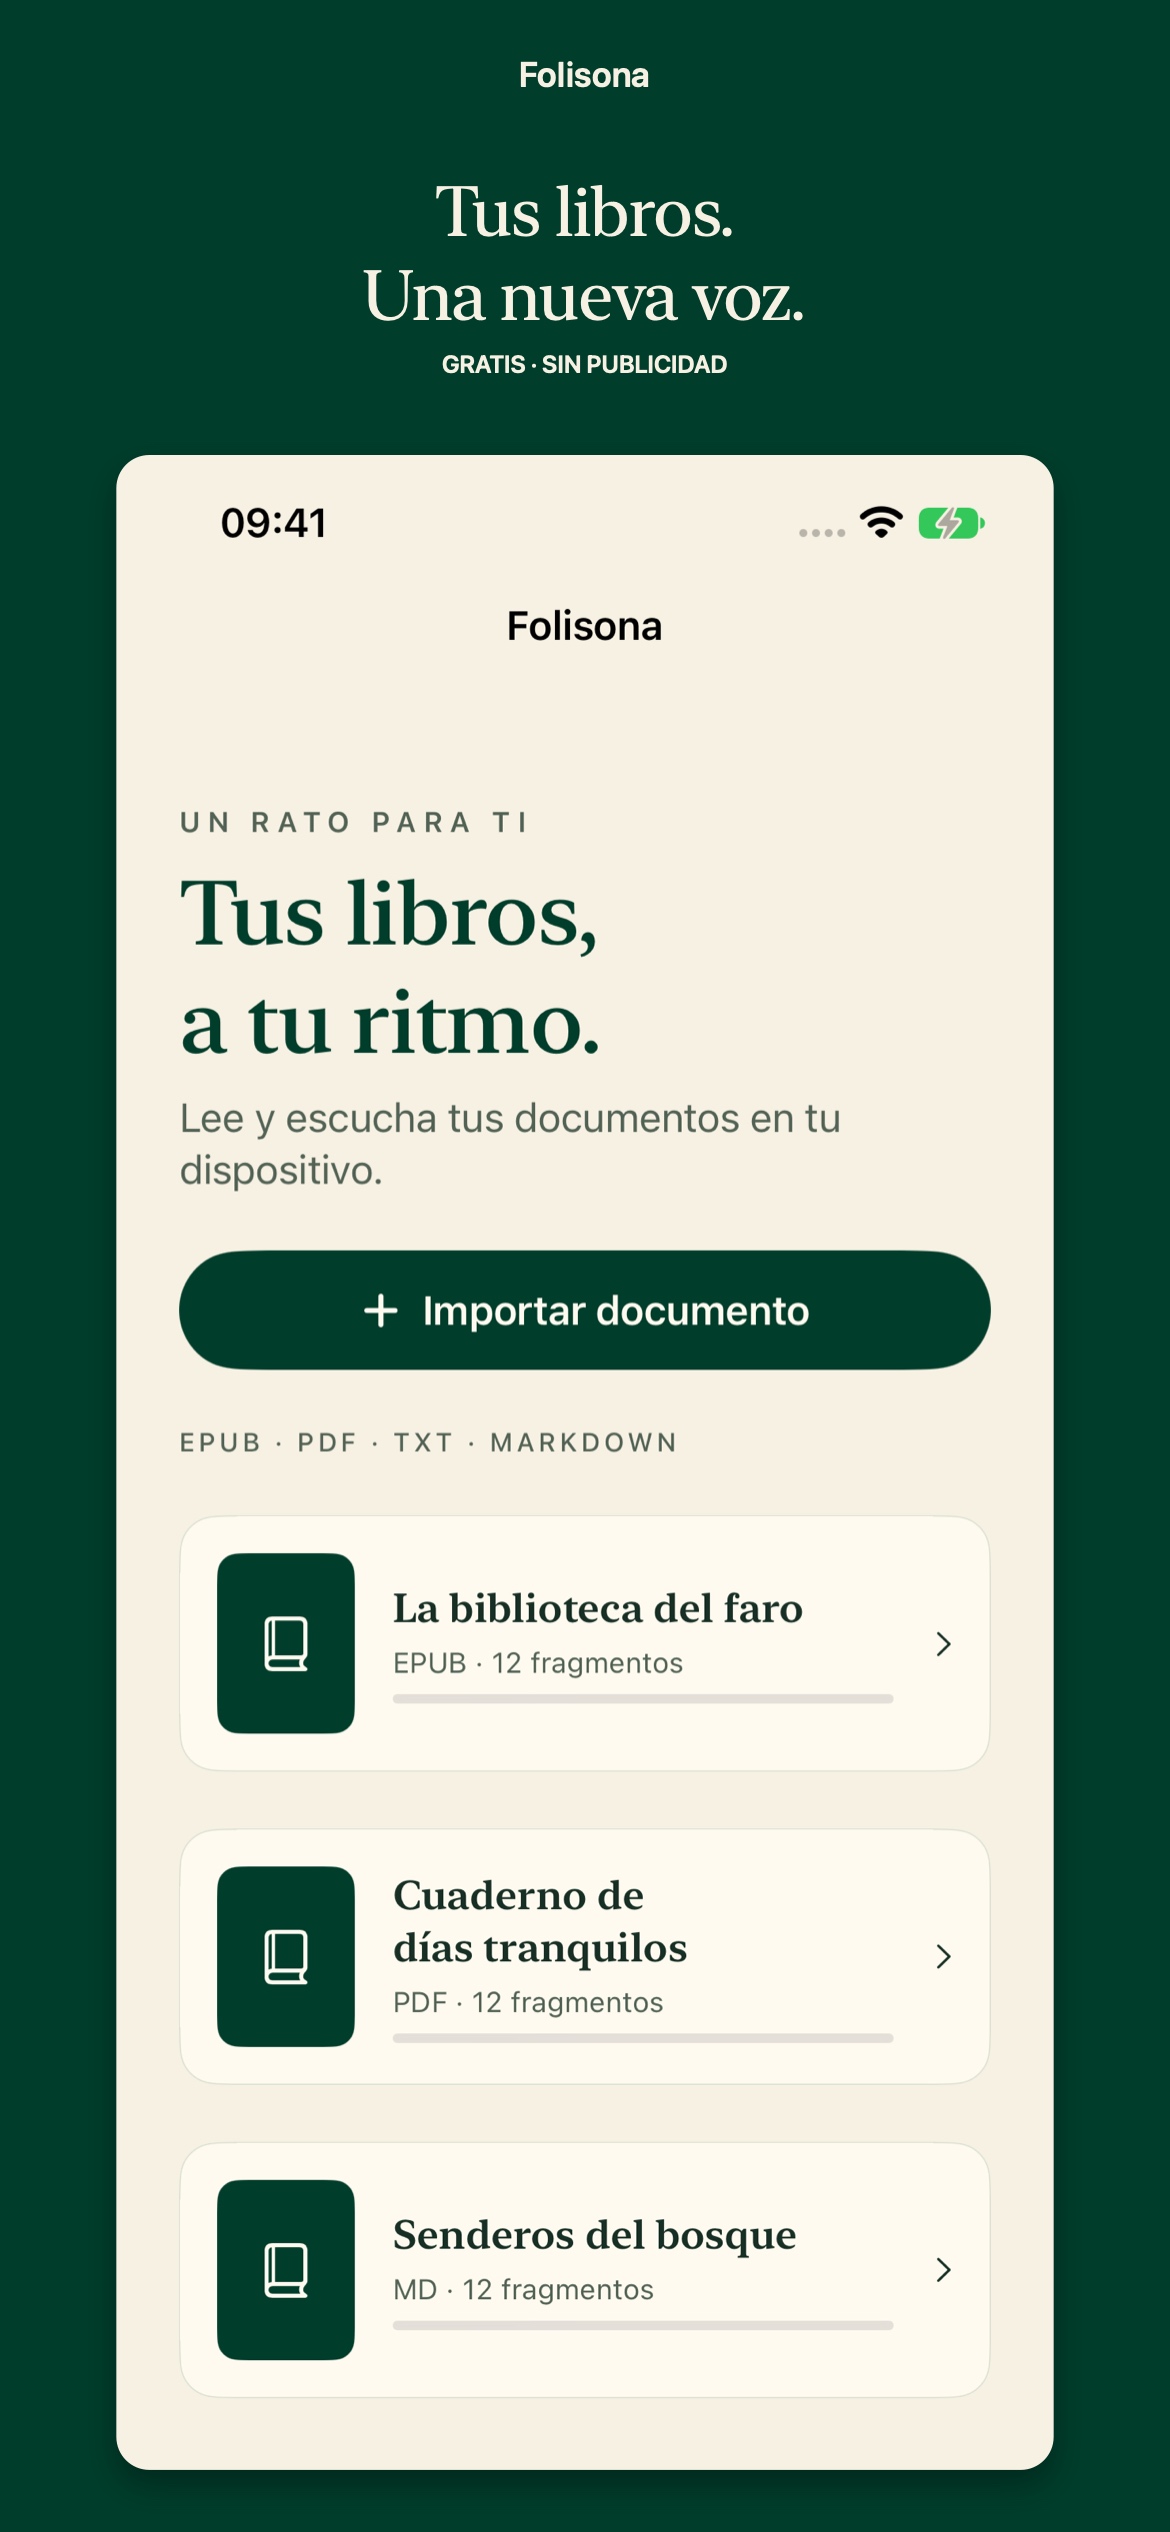 Folisona
Tus libros.
Una nueva voz.
GRATIS · SIN PUBLICIDAD
09:41
Folisona
UN RATO PARA TI
Tus libros,
a tu ritmo.
Lee y escucha tus documentos en tu
dispositivo.
+ Importar documento
EPUB · PDF · TXT · MARKDOWN
La biblioteca del faro
EPUB · 12 fragmentos
Cuaderno de
días tranquilos
PDF · 12 fragmentos
Senderos del bosque
MD · 12 fragmentos